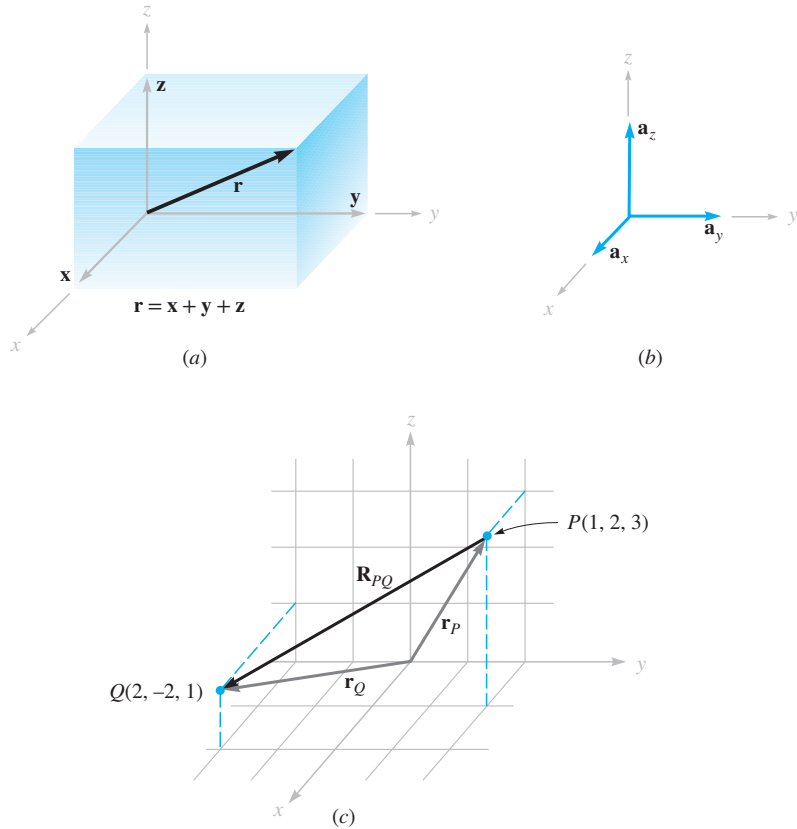 z
z
r
y
y
x
r = x + y + z
x
(a)
z
a_z
y
a_y
a_x
x
(b)
z
P(1, 2, 3)
R_PQ
r_P
y
r_Q
Q(2, –2, 1)
x
(c)